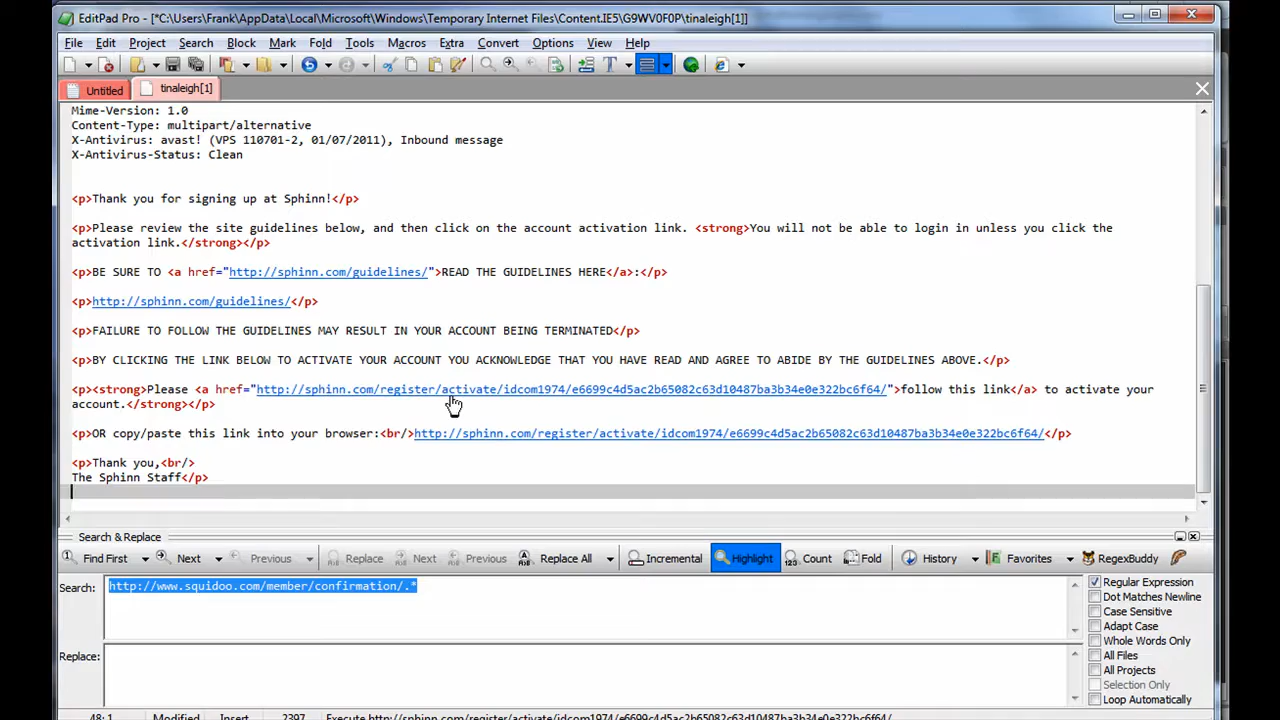 EditPad Pro - [*C:\Users\Frank\AppData\Local\Microsoft\Windows\Temporary Internet Files\Content.IE5\G9WV0F0P\tinaleigh[1]]
File Edit Project Search Block Mark Fold Tools Macros Extra Convert Options View Help
Untitled tinaleigh[1]
Mime-Version: 1.0
Content-Type: multipart/alternative
X-Antivirus: avast! (VPS 110701-2, 01/07/2011), Inbound message
X-Antivirus-Status: Clean
<p>Thank you for signing up at Sphinn!</p>
<p>Please review the site guidelines below, and then click on the account activation link. <strong>You will not be able to login in unless you click the
activation link.</strong></p>
<p>BE SURE TO <a href="http://sphinn.com/guidelines/">READ THE GUIDELINES HERE</a>:</p>
<p>http://sphinn.com/guidelines/</p>
<p>FAILURE TO FOLLOW THE GUIDELINES MAY RESULT IN YOUR ACCOUNT BEING TERMINATED</p>
<p>BY CLICKING THE LINK BELOW TO ACTIVATE YOUR ACCOUNT YOU ACKNOWLEDGE THAT YOU HAVE READ AND AGREE TO ABIDE BY THE GUIDELINES ABOVE.</p>
<p><strong>Please <a href="http://sphinn.com/register/activate/idcom1974/e6699c4d5ac2b65082c63d10487ba3b34e0e322bc6f64/">follow this link</a> to activate your
account.</strong></p>
<p>OR copy/paste this link into your browser:<br/>http://sphinn.com/register/activate/idcom1974/e6699c4d5ac2b65082c63d10487ba3b34e0e322bc6f64/</p>
<p>Thank you,<br/>
The Sphinn Staff</p>
Search & Replace
Find First Next Previous Replace Next Previous Replace All Incremental Highlight Count Fold History Favorites RegexBuddy
Search: http://www.squidoo.com/member/confirmation/.*
Regular Expression
Dot Matches Newline
Case Sensitive
Adapt Case
Whole Words Only
Replace:
All Files
All Projects
Selection Only
Loop Automatically
48: 1 Modified Insert 2397 Execute http://sphinn.com/register/activate/idcom1974/e6699c4d5ac2b65082c63d10487ba3b34e0e322bc6f64/